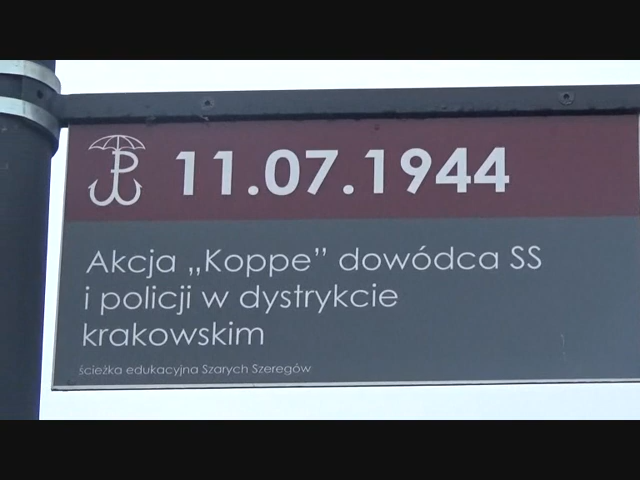 11.07.1944
Akcja „Koppe” dowódca SS
i policji w dystrykcie
krakowskim
ścieżka edukacyjna Szarych Szeregów